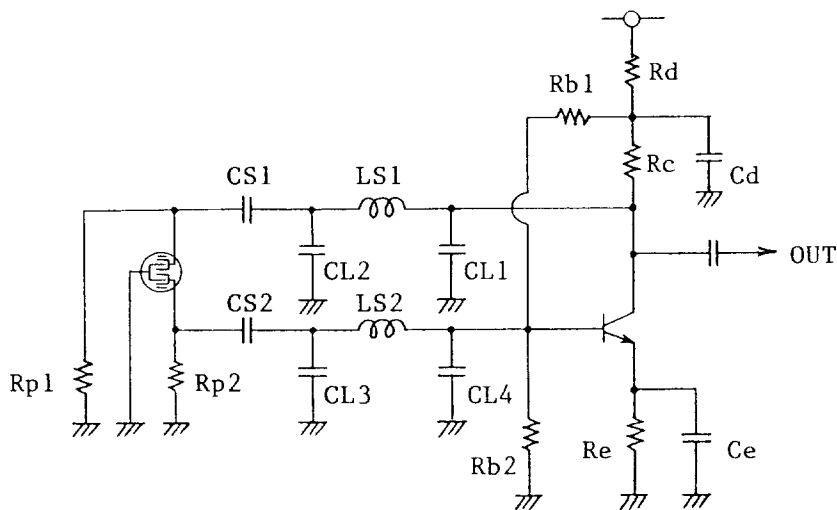 Rd
Rb1
Rc
Cd
CS1
LS1
CL2
CL1
OUT
CS2
LS2
Rp1
Rp2
CL3
CL4
Rb2
Re
Ce